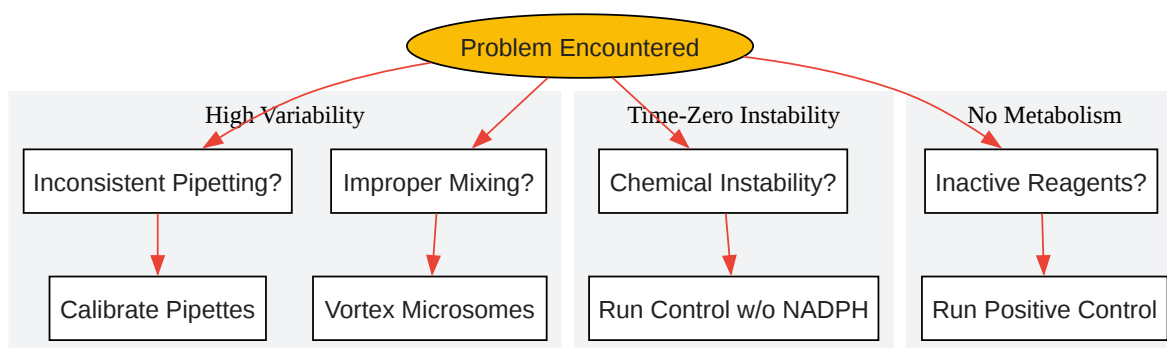 Problem Encountered
High Variability
Time-Zero Instability
No Metabolism
Inconsistent Pipetting?
Improper Mixing?
Chemical Instability?
Inactive Reagents?
Calibrate Pipettes
Vortex Microsomes
Run Control w/o NADPH
Run Positive Control